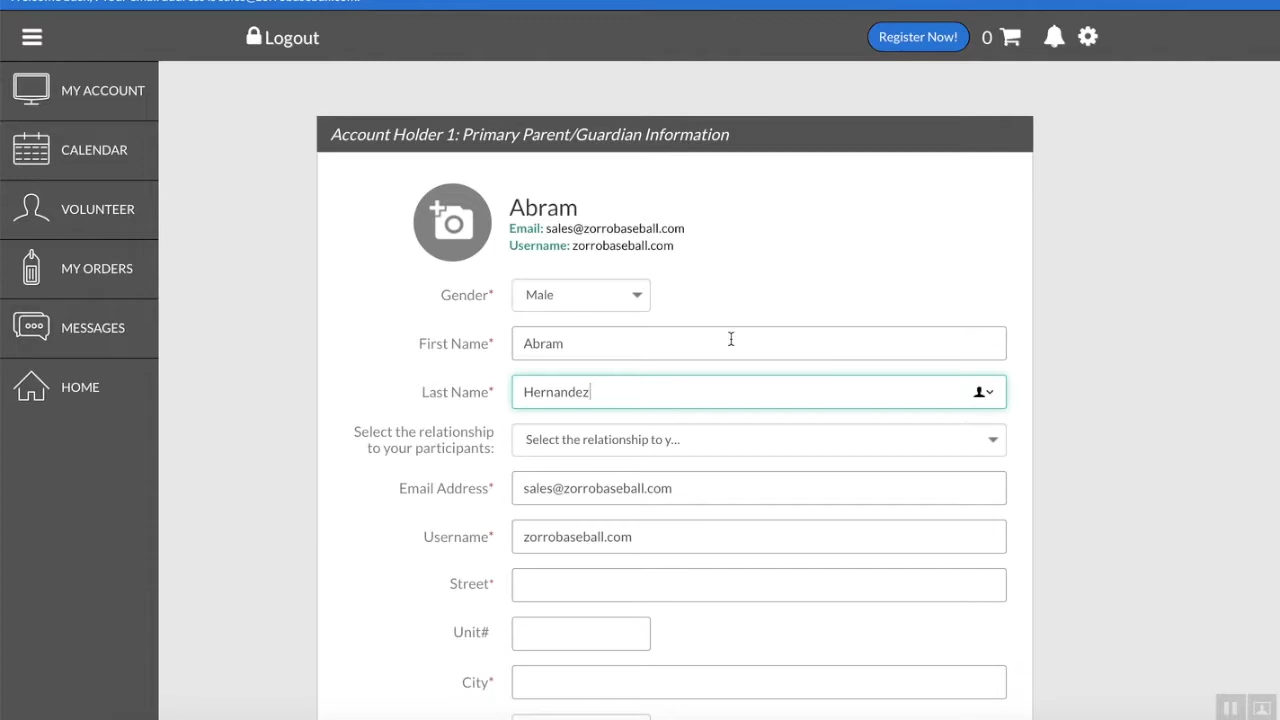 Logout
Register Now!
0
MY ACCOUNT
CALENDAR
VOLUNTEER
MY ORDERS
MESSAGES
HOME
Account Holder 1: Primary Parent/Guardian Information
Abram
Email: sales@zorrobaseball.com
Username: zorrobaseball.com
Gender*
Male
First Name*
Abram
Last Name*
Hernandez
Select the relationship
to your participants:
Select the relationship to y...
Email Address*
sales@zorrobaseball.com
Username*
zorrobaseball.com
Street*
Unit#
City*